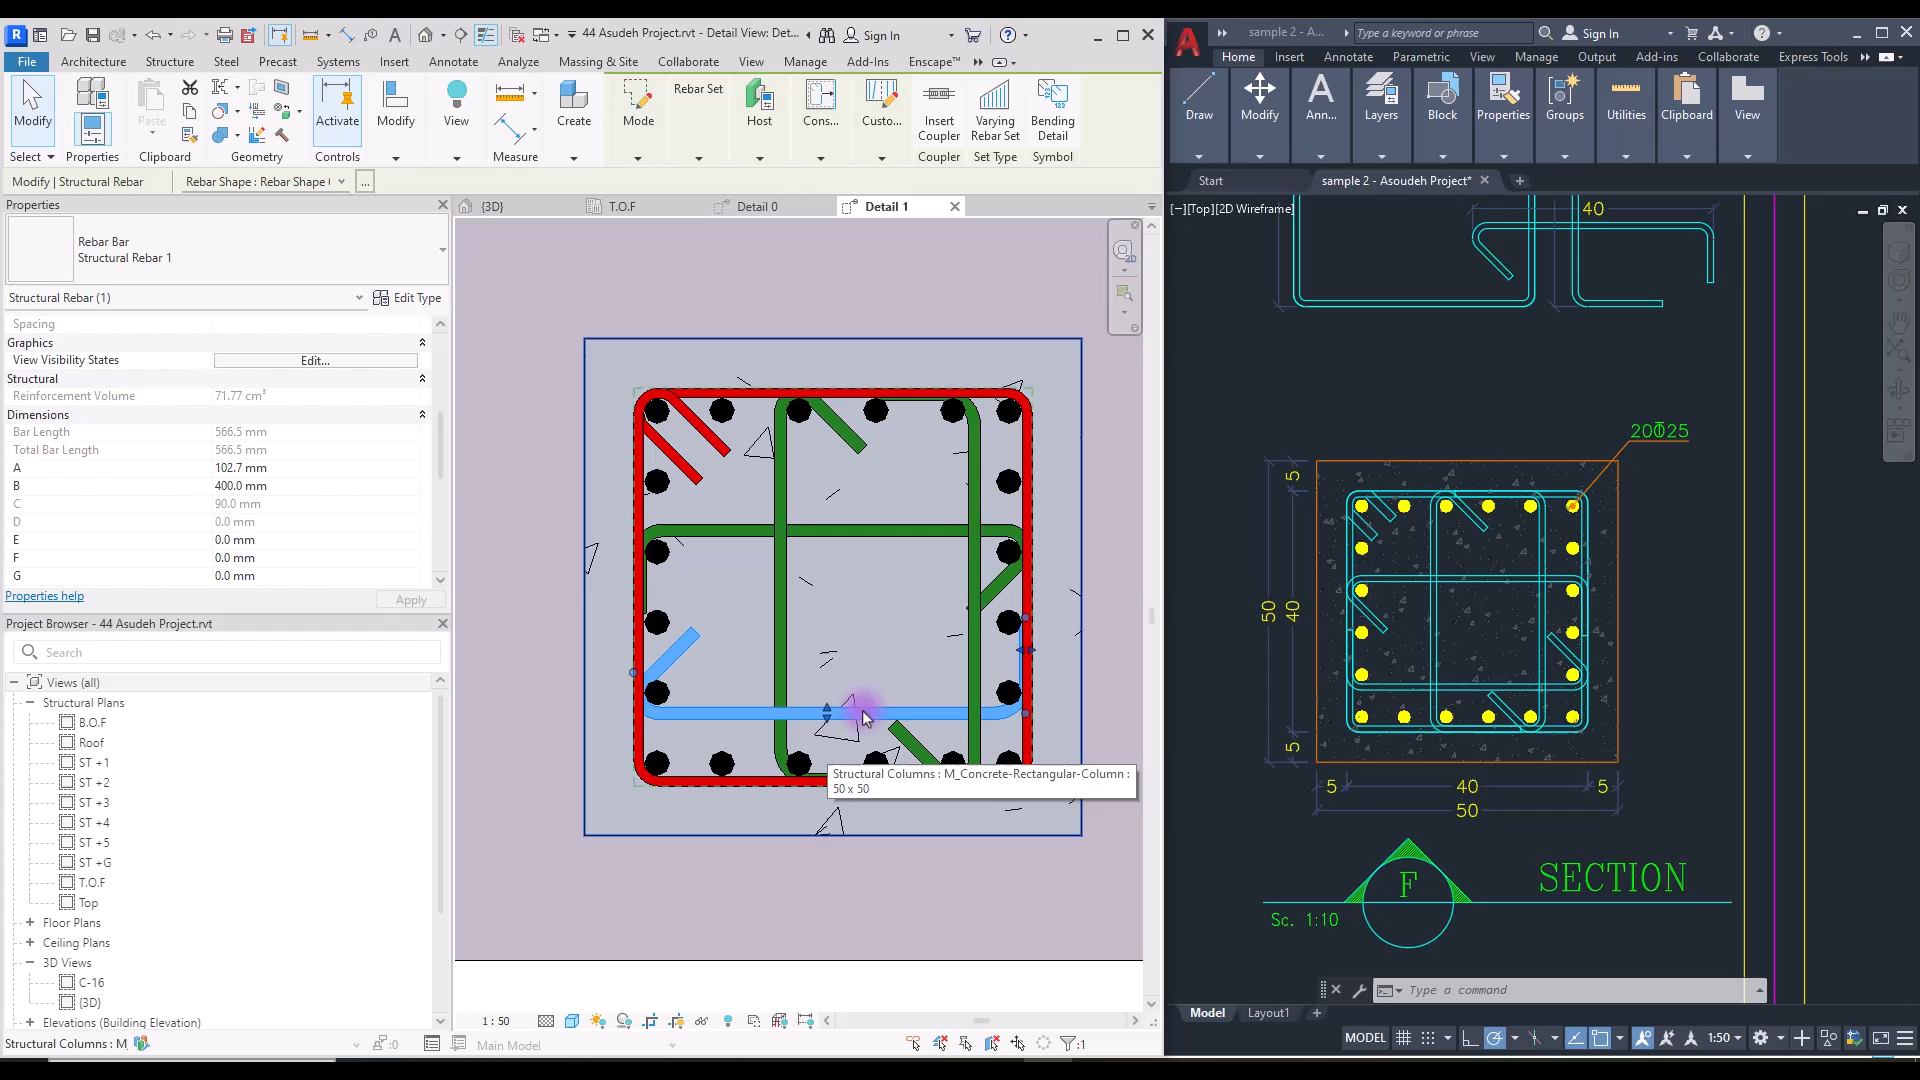 44 Asudeh Project.rvt - Detail View: Det...
Sign In
File
Architecture
Structure
Steel
Precast
Systems
Insert
Annotate
Analyze
Massing & Site
Collaborate
View
Manage
Add-Ins
Enscape™
Modify
Paste
Activate
Modify
View
Create
Mode
Rebar Set
Host
Cons...
Custo...
Insert Coupler
Varying Rebar Set
Bending Detail
Select
Properties
Clipboard
Geometry
Controls
Measure
Coupler
Set Type
Symbol
Modify | Structural Rebar
Rebar Shape : Rebar Shape
...
Properties
Rebar Bar
Structural Rebar 1
Structural Rebar (1)
Edit Type
Spacing
Graphics
View Visibility States
Edit...
Structural
Reinforcement Volume 71.77 cm³
Dimensions
Bar Length 566.5 mm
Total Bar Length 566.5 mm
A 102.7 mm
B 400.0 mm
C 90.0 mm
D 0.0 mm
E 0.0 mm
F 0.0 mm
G 0.0 mm
Properties help
Apply
Project Browser - 44 Asudeh Project.rvt
Search
Views (all)
Structural Plans
B.O.F
Roof
ST +1
ST +2
ST +3
ST +4
ST +5
ST +G
T.O.F
Top
Floor Plans
Ceiling Plans
3D Views
C-16
{3D}
Elevations (Building Elevation)
Structural Columns : M
{3D}
T.O.F
Detail 0
Detail 1
2D
Structural Columns : M_Concrete-Rectangular-Column :
50 x 50
1 : 50
:0
Main Model
:1
sample 2 - A...
Type a keyword or phrase
Sign In
Home
Insert
Annotate
Parametric
View
Manage
Output
Add-ins
Collaborate
Express Tools
Draw
Modify
Ann...
Layers
Block
Properties
Groups
Utilities
Clipboard
View
Start
sample 2 - Asoudeh Project*
[−][Top][2D Wireframe]
40
20Φ25
5
50
40
5
5
40
5
50
F
SECTION
Sc. 1:10
Type a command
Model
Layout1
MODEL
1:50